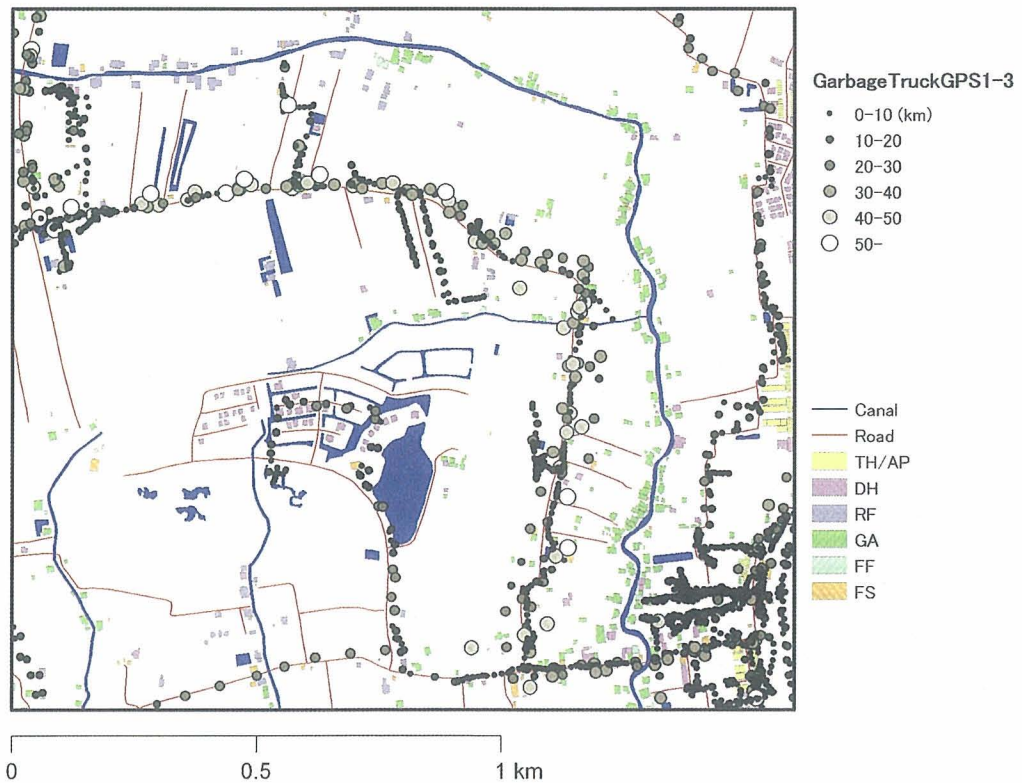 GarbageTruckGPS1-3
0-10 (km)
10-20
20-30
30-40
40-50
50-
Canal
Road
TH/AP
DH
RF
GA
FF
FS
0
0.5
1 km